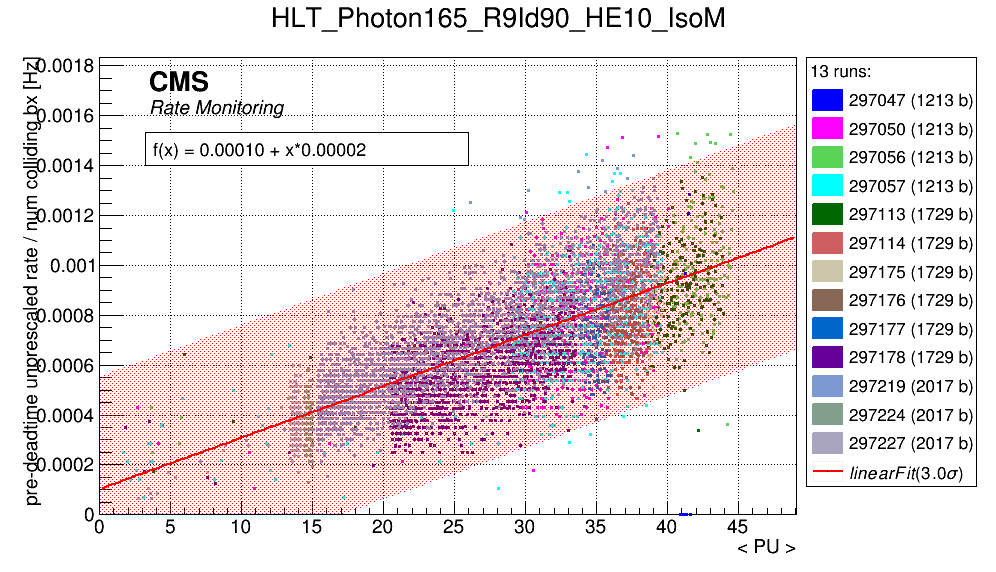 HLT_Photon165_R9Id90_HE10_IsoM
pre-deadtime unprescaled rate / num colliding bx [Hz]
0.0018
0.0016
0.0014
0.0012
0.001
0.0008
0.0006
0.0004
0.0002
0
CMS
Rate Monitoring
f(x) = 0.00010 + x*0.00002
0 5 10 15 20 25 30 35 40 45
< PU >
13 runs:
297047 (1213 b)
297050 (1213 b)
297056 (1213 b)
297057 (1213 b)
297113 (1729 b)
297114 (1729 b)
297175 (1729 b)
297176 (1729 b)
297177 (1729 b)
297178 (1729 b)
297219 (2017 b)
297224 (2017 b)
297227 (2017 b)
linearFit(3.0σ)